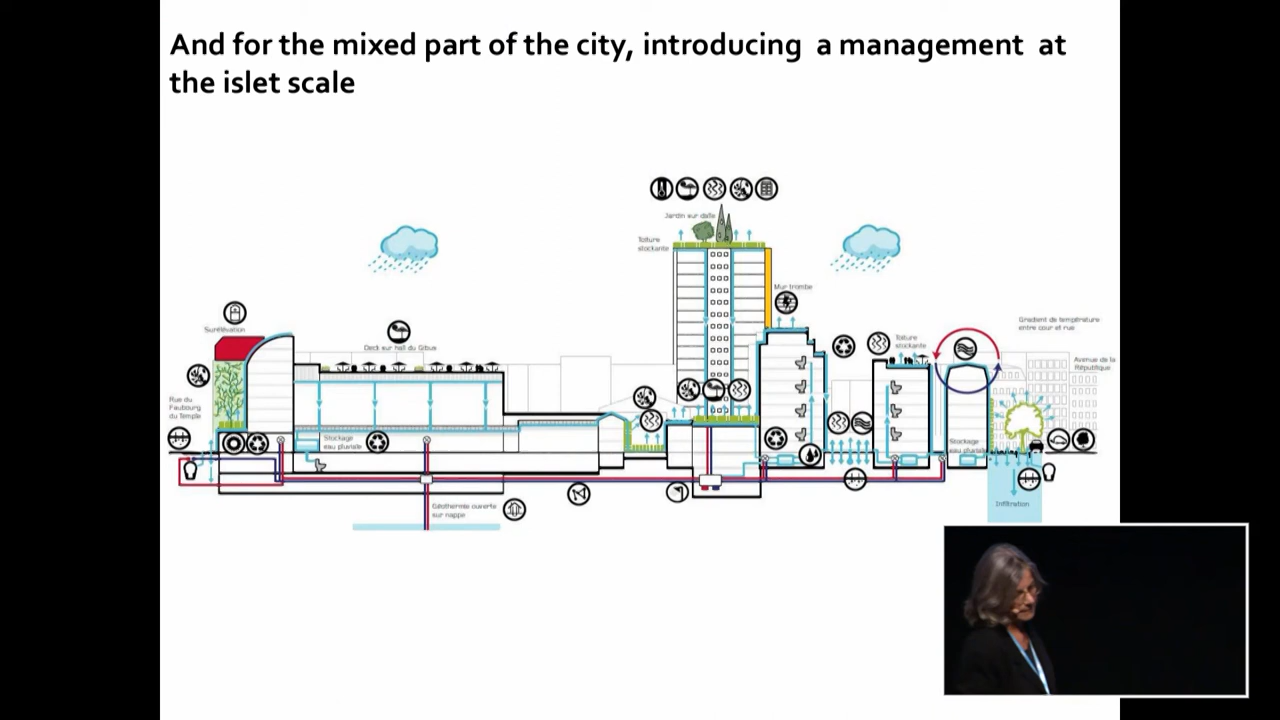 And for the mixed part of the city, introducing a management at
the islet scale
Jardin sur dalle
Toiture
stockante
Mur trombe
Surélévation
Deck sur hall du Gibus
Toiture
stockante
Gradient de température
entre cour et rue
Avenue de la
République
Rue du
Faubourg
du Temple
Stockage
eau pluviale
Stockage
eau pluviale
Géothermie ouverte
sur nappe
Infiltration